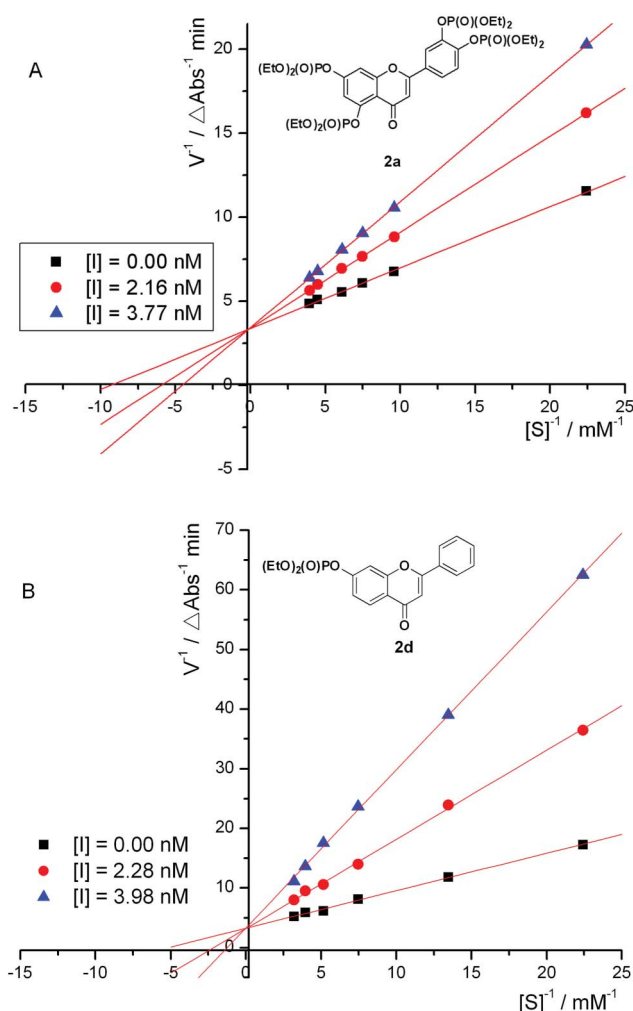 A
20
15
10
5
0
-5
V⁻¹ / △Abs⁻¹ min
OP(O)(OEt)₂
OP(O)(OEt)₂
(EtO)₂(O)PO
O
(EtO)₂(O)PO
O
2a
[I] = 0.00 nM
[I] = 2.16 nM
[I] = 3.77 nM
-15 -10 -5 0 5 10 15 20 25
[S]⁻¹ / mM⁻¹
B
70
60
50
40
30
20
10
0
-10
V⁻¹ / △Abs⁻¹ min
(EtO)₂(O)PO
O
O
2d
[I] = 0.00 nM
[I] = 2.28 nM
[I] = 3.98 nM
-15 -10 -5 0 5 10 15 20 25
[S]⁻¹ / mM⁻¹